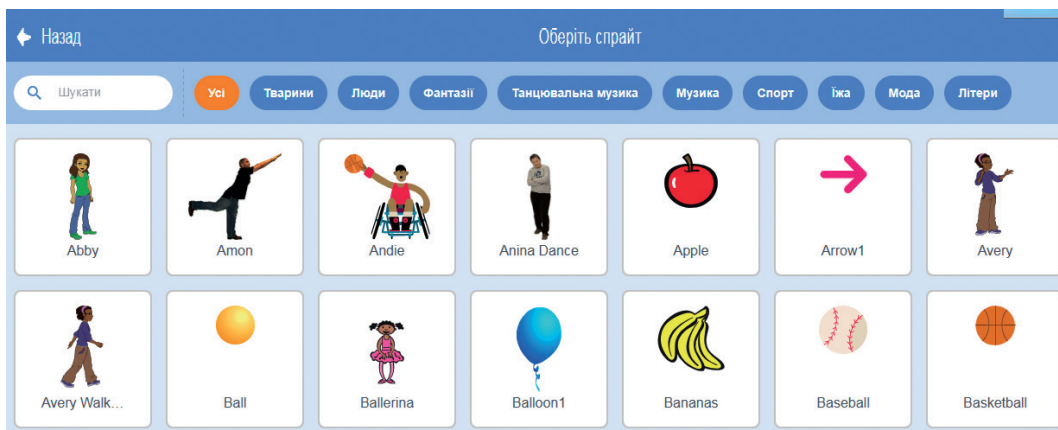 Назад
Оберіть спрайт
Шукати
Усі Тварини Люди Фантазії Танцювальна музика Музика Спорт Їжа Мода Літери
Abby Amon Andie Anina Dance Apple Arrow1 Avery
Avery Walk... Ball Ballerina Balloon1 Bananas Baseball Basketball